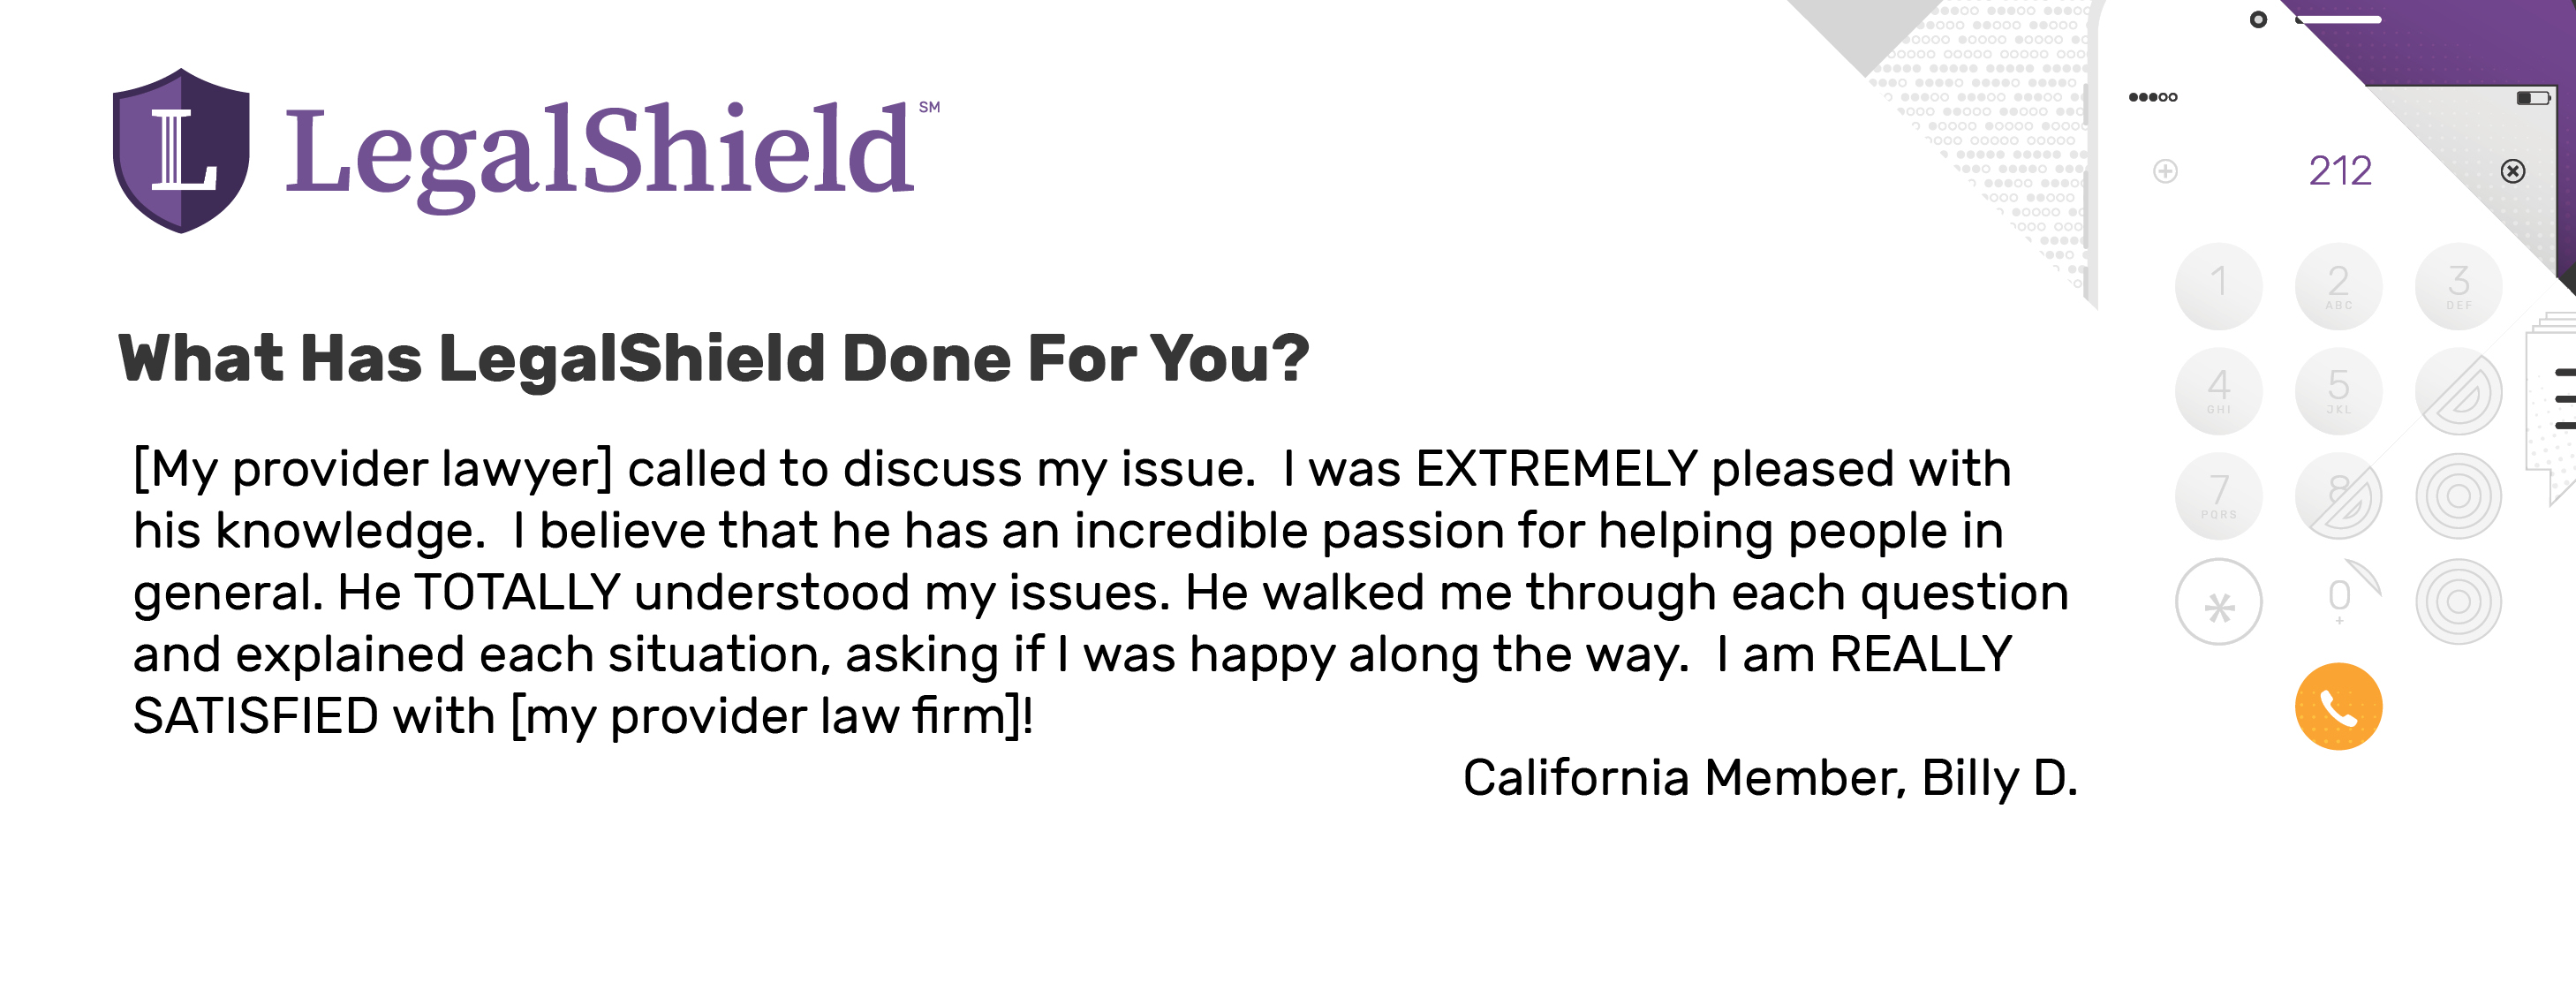 L LegalShield SM
212
1
2
ABC
3
DEF
What Has LegalShield Done For You?
4
GHI
5
JKL
[My provider lawyer] called to discuss my issue.  I was EXTREMELY pleased with
his knowledge.  I believe that he has an incredible passion for helping people in
7
PQRS
8
general. He TOTALLY understood my issues. He walked me through each question
*
0
+
and explained each situation, asking if I was happy along the way.  I am REALLY
SATISFIED with [my provider law firm]!
California Member, Billy D.